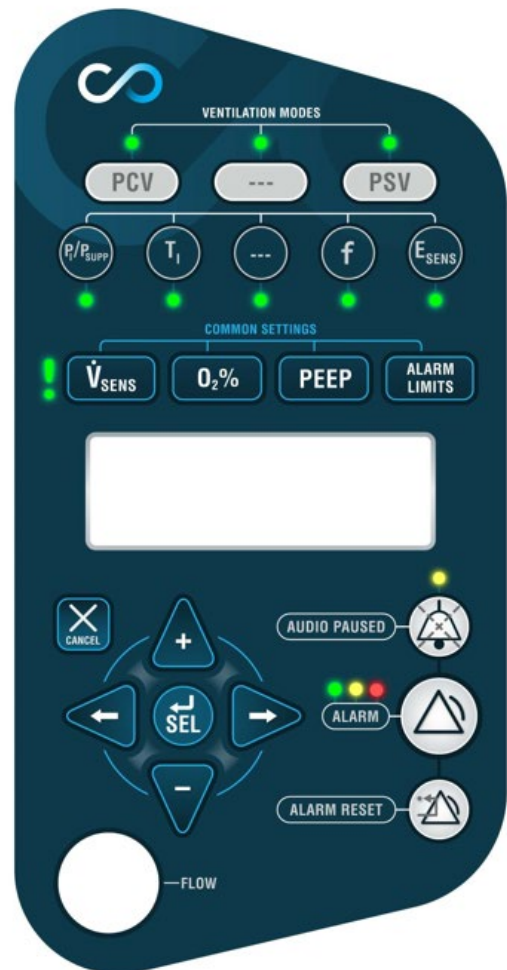 VENTILATION MODES
PCV --- PSV
PI/PSUPP TI --- f ESENS
COMMON SETTINGS
! V̇SENS O₂% PEEP ALARM
LIMITS
CANCEL
+
AUDIO PAUSED
SEL
ALARM
−
ALARM RESET
FLOW